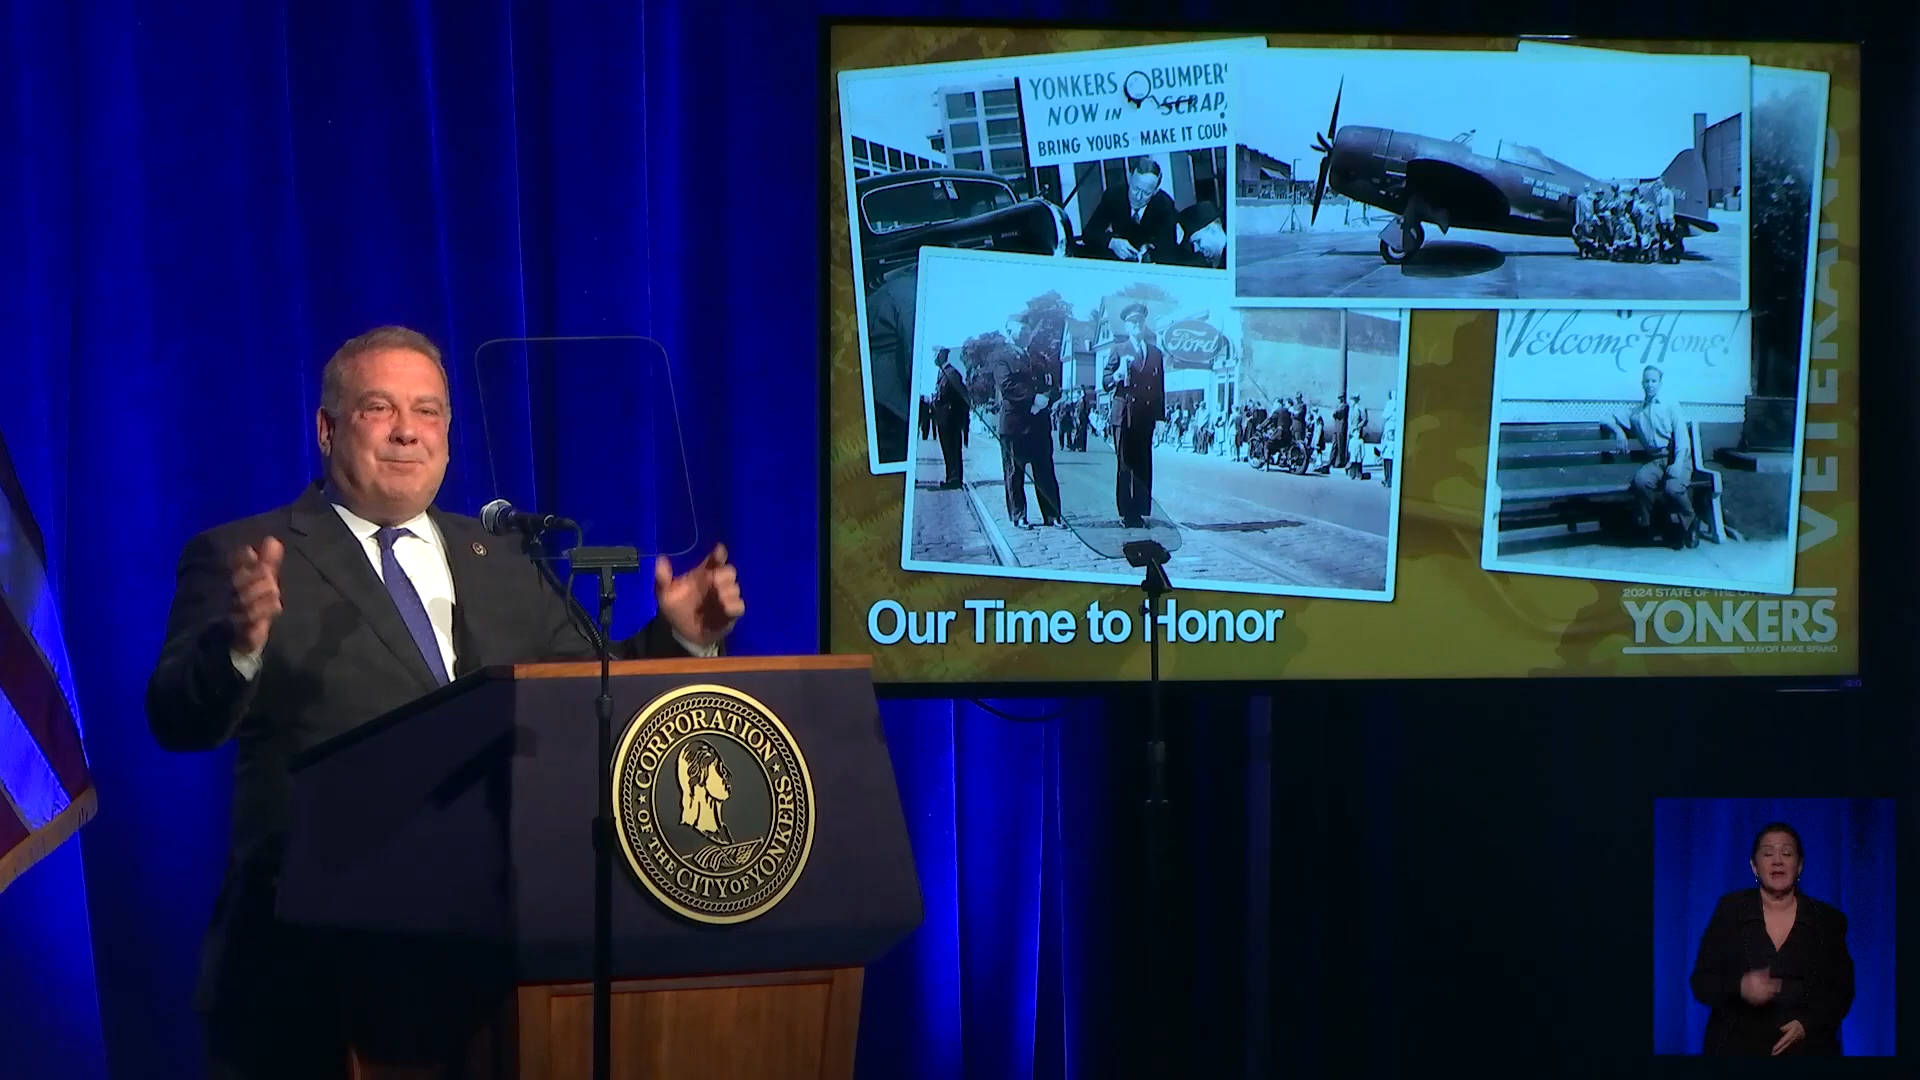 YONKERS BUMPERS
NOW IN SCRAP,
BRING YOURS MAKE IT COUN
Ford
Welcome Home!
VETERANS
Our Time to Honor
2024 STATE OF THE CITY
YONKERS
MAYOR MIKE SPANO
CORPORATION
OF THE CITY OF YONKERS